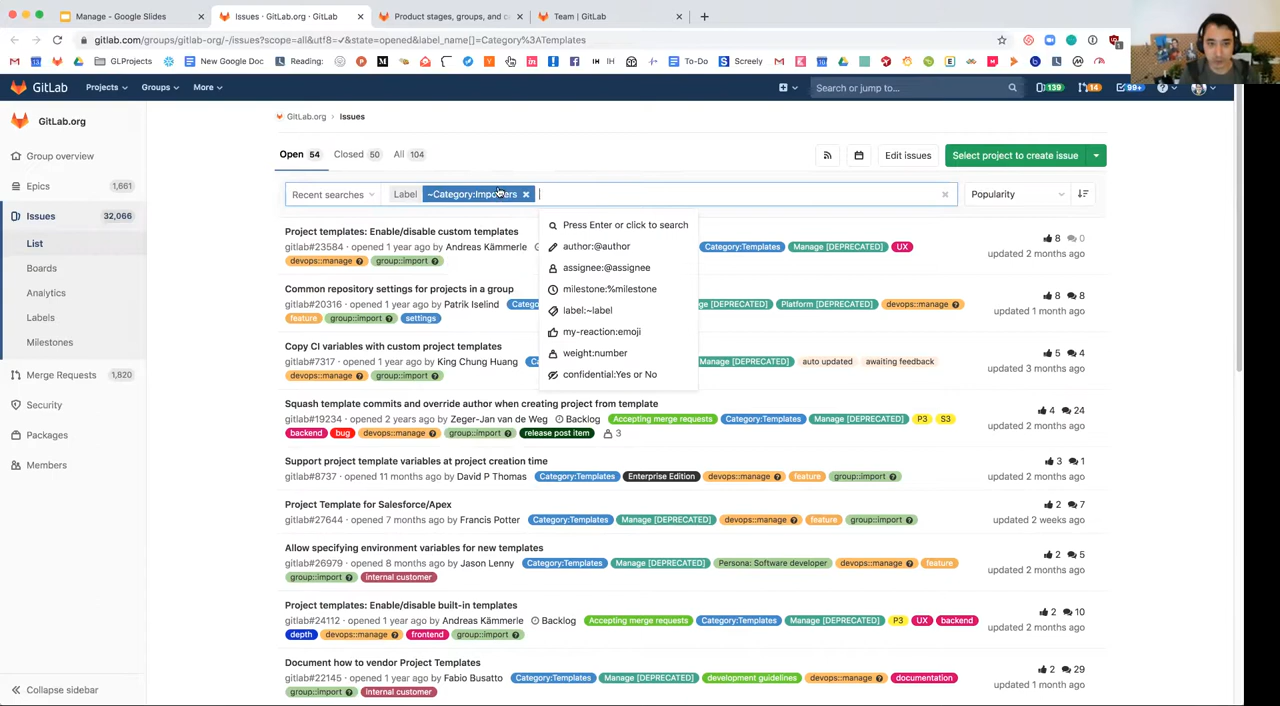 Manage - Google Slides
Issues · GitLab.org · GitLab
Product stages, groups, and c
Team | GitLab
gitlab.com/groups/gitlab-org/-/issues?scope=all&utf8=✓&state=opened&label_name[]=Category%3ATemplates
GLProjects
New Google Doc
Reading:
IH
To-Do
Screely
GitLab
Projects
Groups
More
Search or jump to...
139
14
99+
GitLab.org
Group overview
Epics
1,661
Issues
32,066
List
Boards
Analytics
Labels
Milestones
Merge Requests
1,820
Security
Packages
Members
Collapse sidebar
GitLab.org › Issues
Open 54
Closed 50
All 104
Edit issues
Select project to create issue
Recent searches
Label
~Category:Importers
Popularity
Press Enter or click to search
author:@author
assignee:@assignee
milestone:%milestone
label:~label
my-reaction:emoji
weight:number
confidential:Yes or No
Project templates: Enable/disable custom templates
gitlab#23584 · opened 1 year ago by Andreas Kämmerle
Category:Templates Manage [DEPRECATED] UX
devops::manage group::import
8 0
updated 2 months ago
Common repository settings for projects in a group
gitlab#20316 · opened 1 year ago by Patrik Iselind
[DEPRECATED] Platform [DEPRECATED] devops::manage
feature group::import settings
8 8
updated 1 month ago
Copy CI variables with custom project templates
gitlab#7317 · opened 1 year ago by King Chung Huang
Manage [DEPRECATED] auto updated awaiting feedback
devops::manage group::import
5 4
updated 3 months ago
Squash template commits and override author when creating project from template
gitlab#19234 · opened 2 years ago by Zeger-Jan van de Weg Backlog Accepting merge requests Category:Templates Manage [DEPRECATED] P3 S3
backend bug devops::manage group::import release post item 3
4 24
updated 2 months ago
Support project template variables at project creation time
gitlab#8737 · opened 11 months ago by David P Thomas Category:Templates Enterprise Edition devops::manage feature group::import
3 1
updated 2 months ago
Project Template for Salesforce/Apex
gitlab#27644 · opened 7 months ago by Francis Potter Category:Templates Manage [DEPRECATED] devops::manage feature group::import
2 7
updated 2 weeks ago
Allow specifying environment variables for new templates
gitlab#26979 · opened 8 months ago by Jason Lenny Category:Templates Manage [DEPRECATED] Persona: Software developer devops::manage feature
group::import internal customer
2 5
updated 2 months ago
Project templates: Enable/disable built-in templates
gitlab#24112 · opened 1 year ago by Andreas Kämmerle Backlog Accepting merge requests Category:Templates Manage [DEPRECATED] P3 UX backend
depth devops::manage frontend group::import
2 10
updated 2 months ago
Document how to vendor Project Templates
gitlab#22145 · opened 1 year ago by Fabio Busatto Category:Templates Manage [DEPRECATED] development guidelines devops::manage documentation
group::import internal customer
2 29
updated 1 month ago